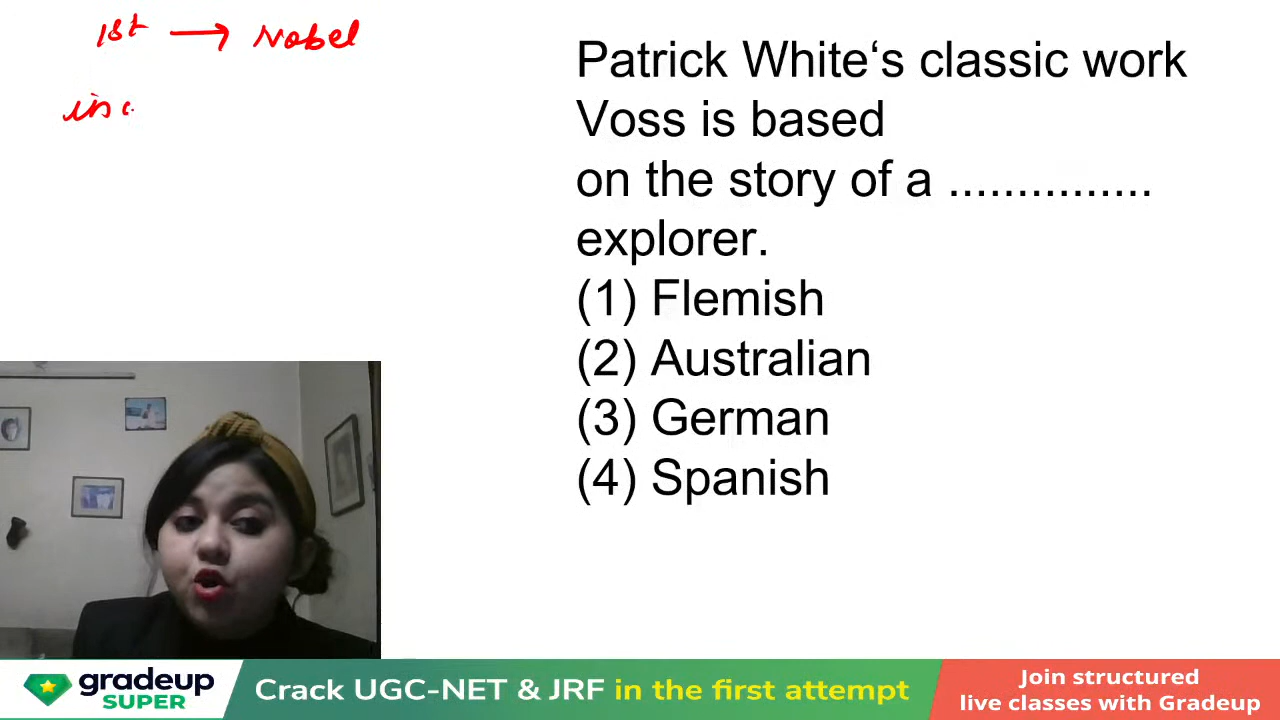 1st → Nobel
in
Patrick White‘s classic work
Voss is based
on the story of a ...............
explorer.
(1) Flemish
(2) Australian
(3) German
(4) Spanish
gradeup
SUPER
Crack UGC-NET & JRF in the first attempt
Join structured
live classes with Gradeup